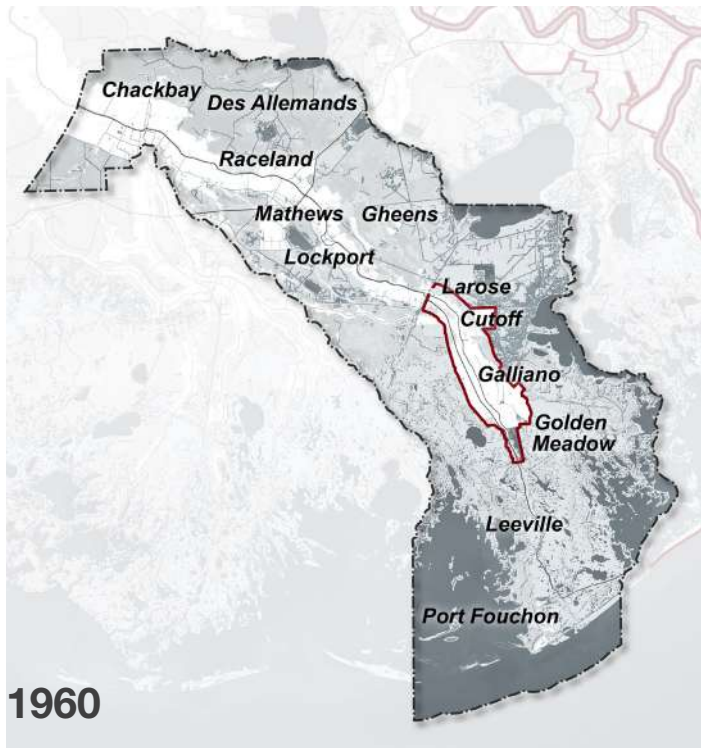 Chackbay
Des Allemands
Raceland
Mathews
Gheens
Lockport
Larose
Cutoff
Galliano
Golden
Meadow
Leeville
Port Fouchon
1960